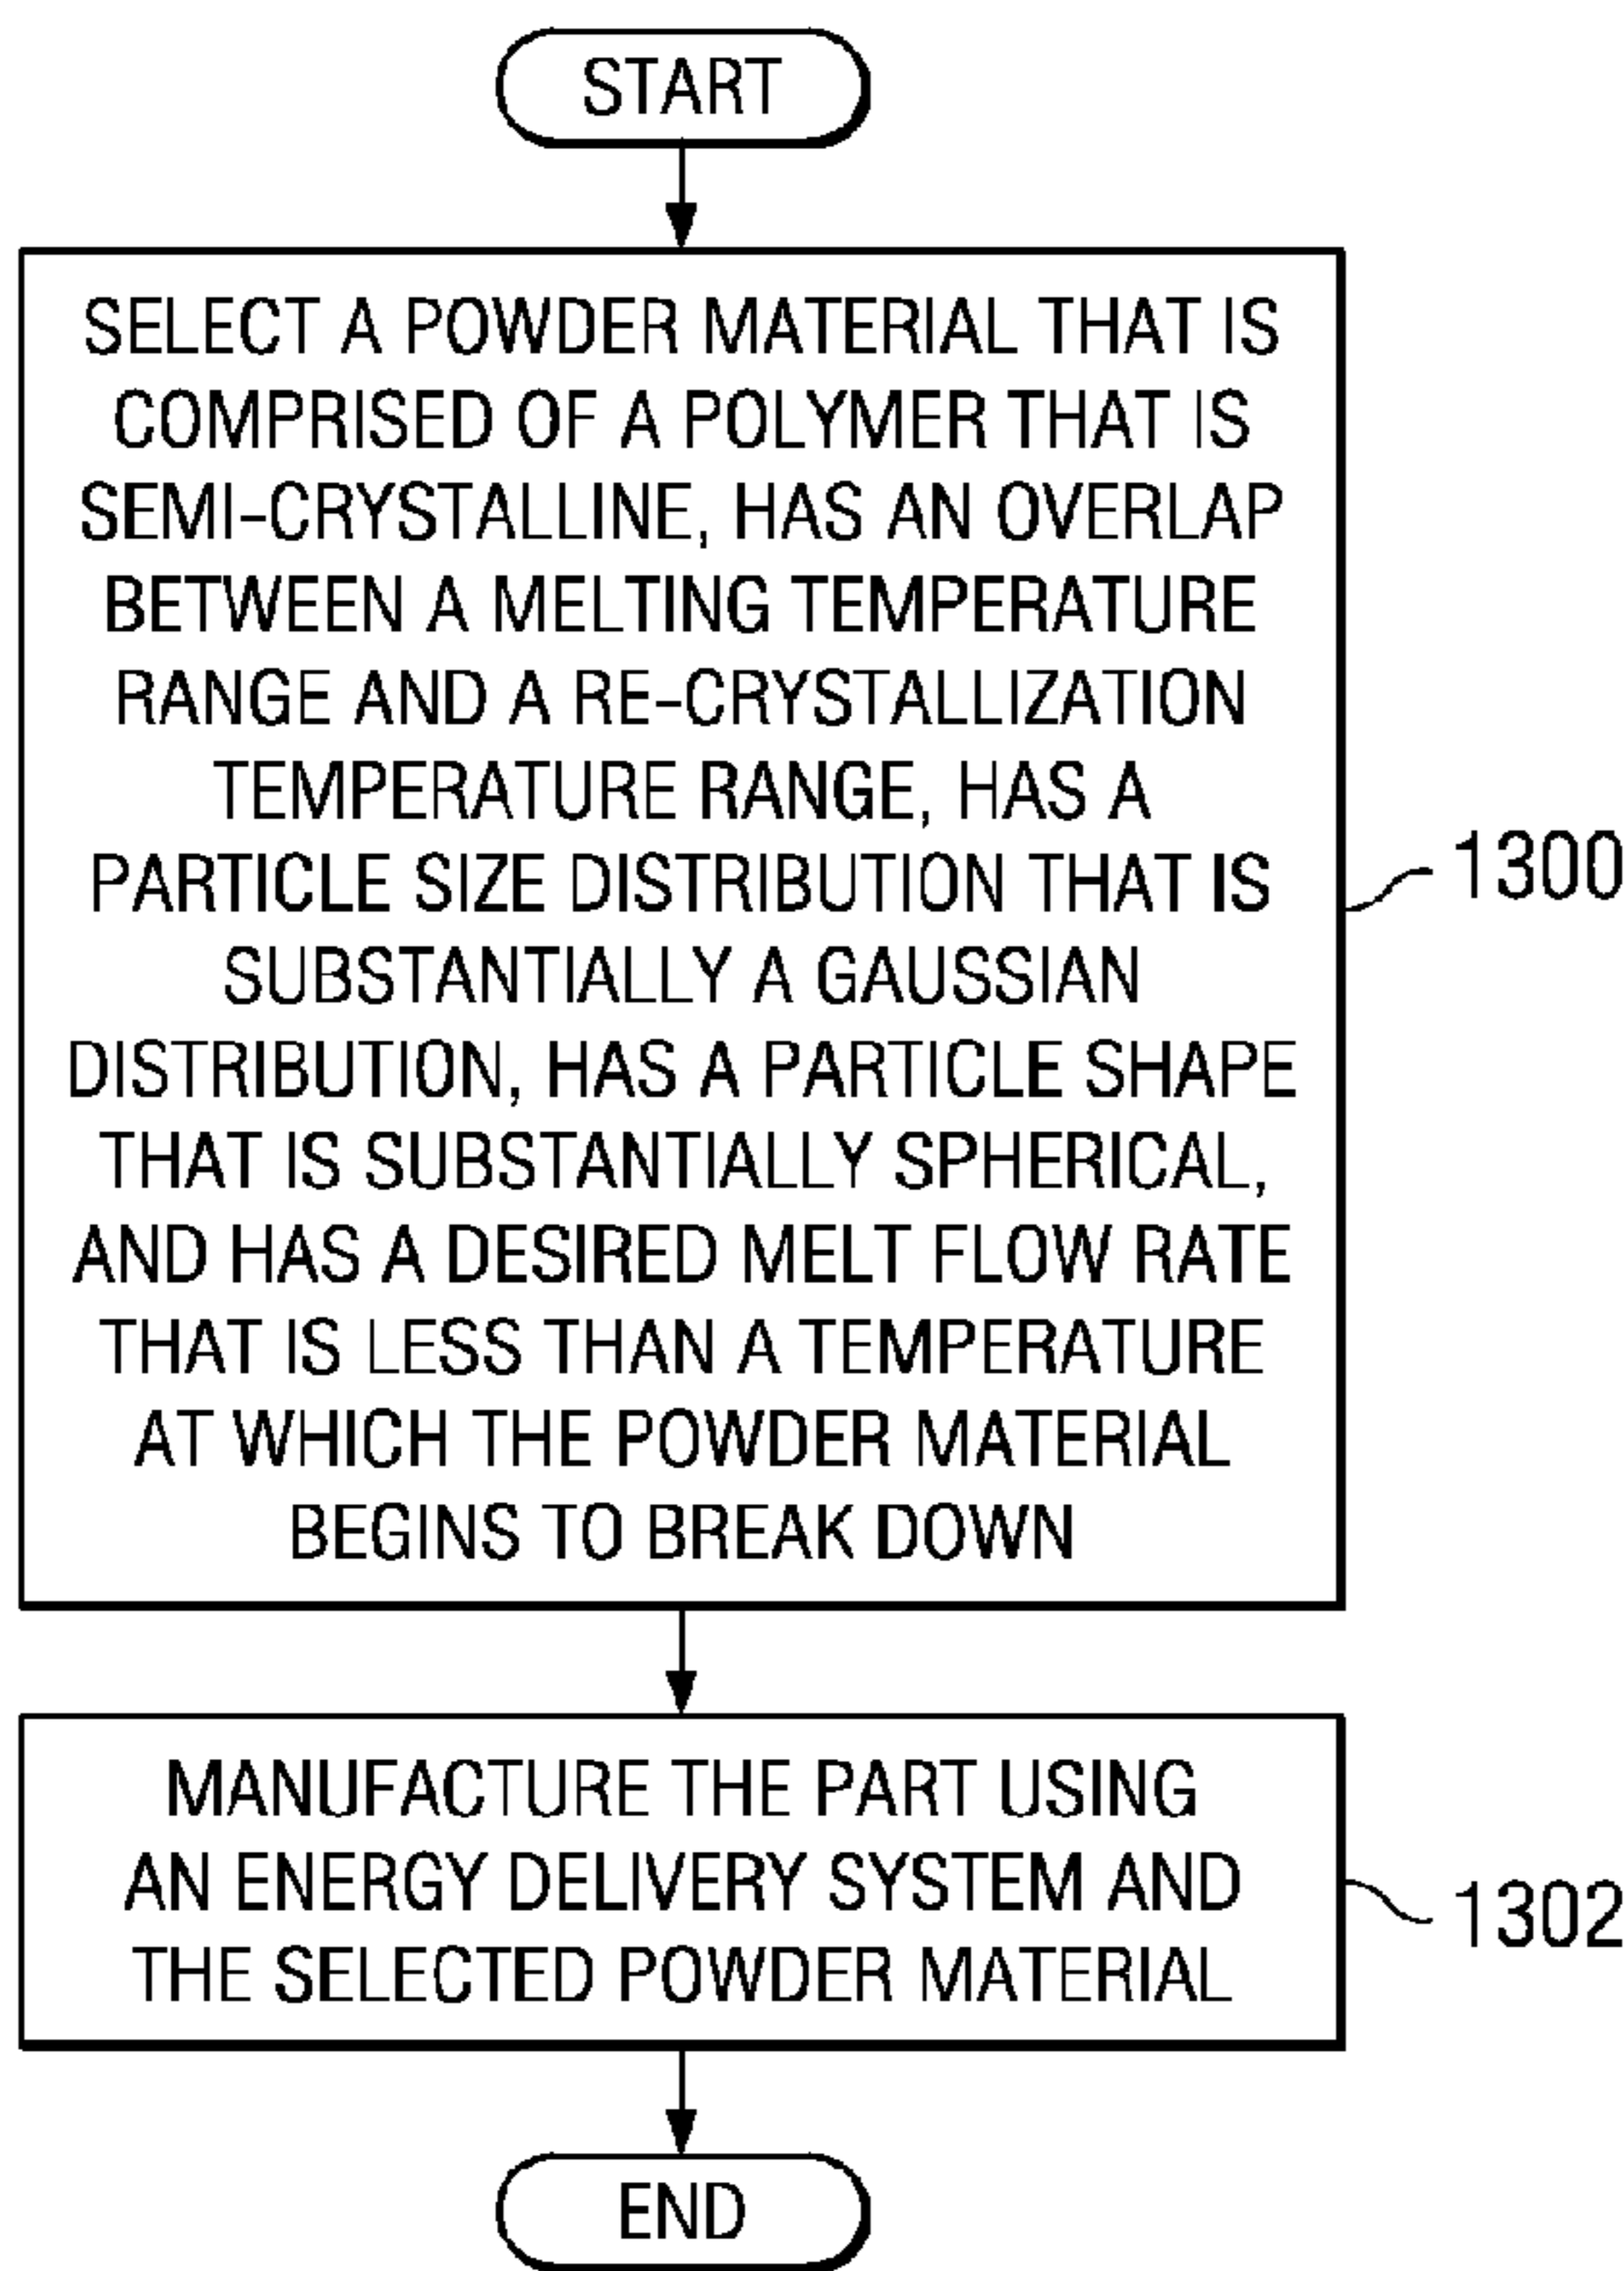 START
SELECT A POWDER MATERIAL THAT IS
COMPRISED OF A POLYMER THAT IS
SEMI-CRYSTALLINE, HAS AN OVERLAP
BETWEEN A MELTING TEMPERATURE
RANGE AND A RE-CRYSTALLIZATION
TEMPERATURE RANGE, HAS A
PARTICLE SIZE DISTRIBUTION THAT IS
SUBSTANTIALLY A GAUSSIAN
DISTRIBUTION, HAS A PARTICLE SHAPE
THAT IS SUBSTANTIALLY SPHERICAL,
AND HAS A DESIRED MELT FLOW RATE
THAT IS LESS THAN A TEMPERATURE
AT WHICH THE POWDER MATERIAL
BEGINS TO BREAK DOWN
1300
MANUFACTURE THE PART USING
AN ENERGY DELIVERY SYSTEM AND
THE SELECTED POWDER MATERIAL
1302
END